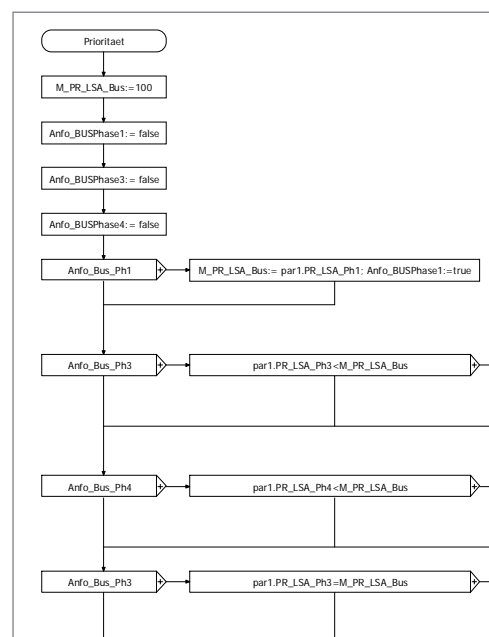 Prioritaet
M_PR_LSA_Bus:=100
Anfo_BUSPhase1:= false
Anfo_BUSPhase3:= false
Anfo_BUSPhase4:= false
Anfo_Bus_Ph1 + M_PR_LSA_Bus:= par1.PR_LSA_Ph1; Anfo_BUSPhase1:=true
Anfo_Bus_Ph3 + par1.PR_LSA_Ph3<M_PR_LSA_Bus +
Anfo_Bus_Ph4 + par1.PR_LSA_Ph4<M_PR_LSA_Bus +
Anfo_Bus_Ph3 + par1.PR_LSA_Ph3=M_PR_LSA_Bus +